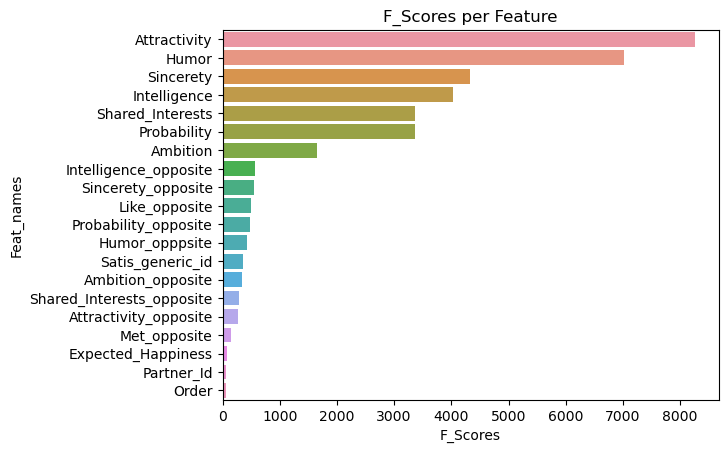 F_Scores per Feature
Feat_names
Attractivity
Humor
Sincerety
Intelligence
Shared_Interests
Probability
Ambition
Intelligence_opposite
Sincerety_opposite
Like_opposite
Probability_opposite
Humor_opppsite
Satis_generic_id
Ambition_opposite
Shared_Interests_opposite
Attractivity_opposite
Met_opposite
Expected_Happiness
Partner_Id
Order
0 1000 2000 3000 4000 5000 6000 7000 8000
F_Scores